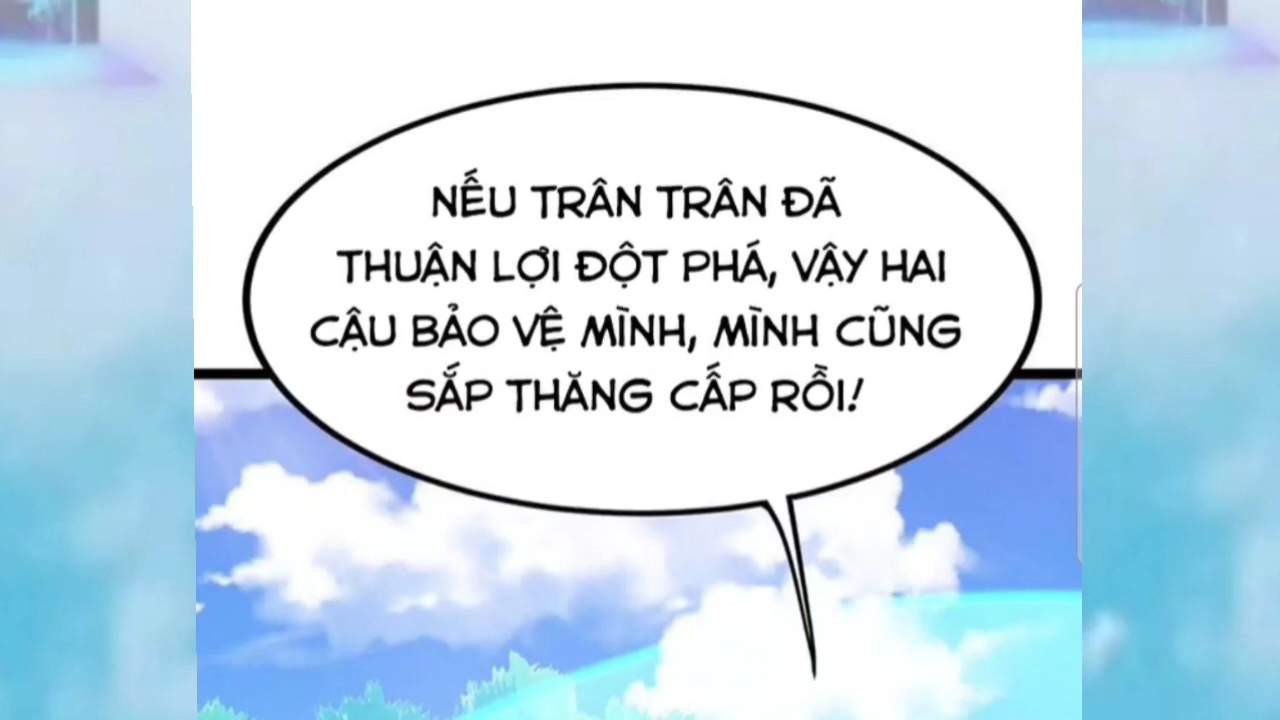 NẾU TRÂN TRÂN ĐÃ
THUẬN LỢI ĐỘT PHÁ, VẬY HAI
CẬU BẢO VỆ MÌNH, MÌNH CŨNG
SẮP THĂNG CẤP RỒI!